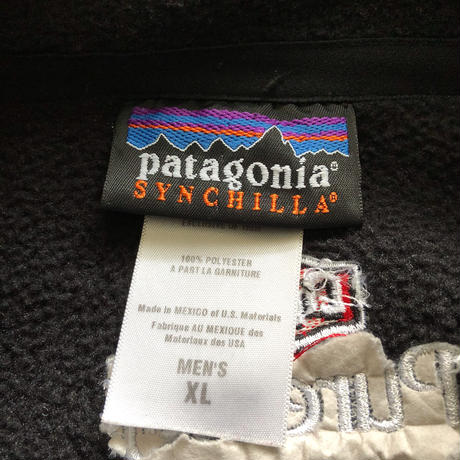 patagonia®
SYNCHILLA®
100% POLYESTER
À PART LA GARNITURE
Made in MEXICO of U.S. Materials
Fabriqué AU MEXIQUE des
Matériaux des USA
MEN'S
XL